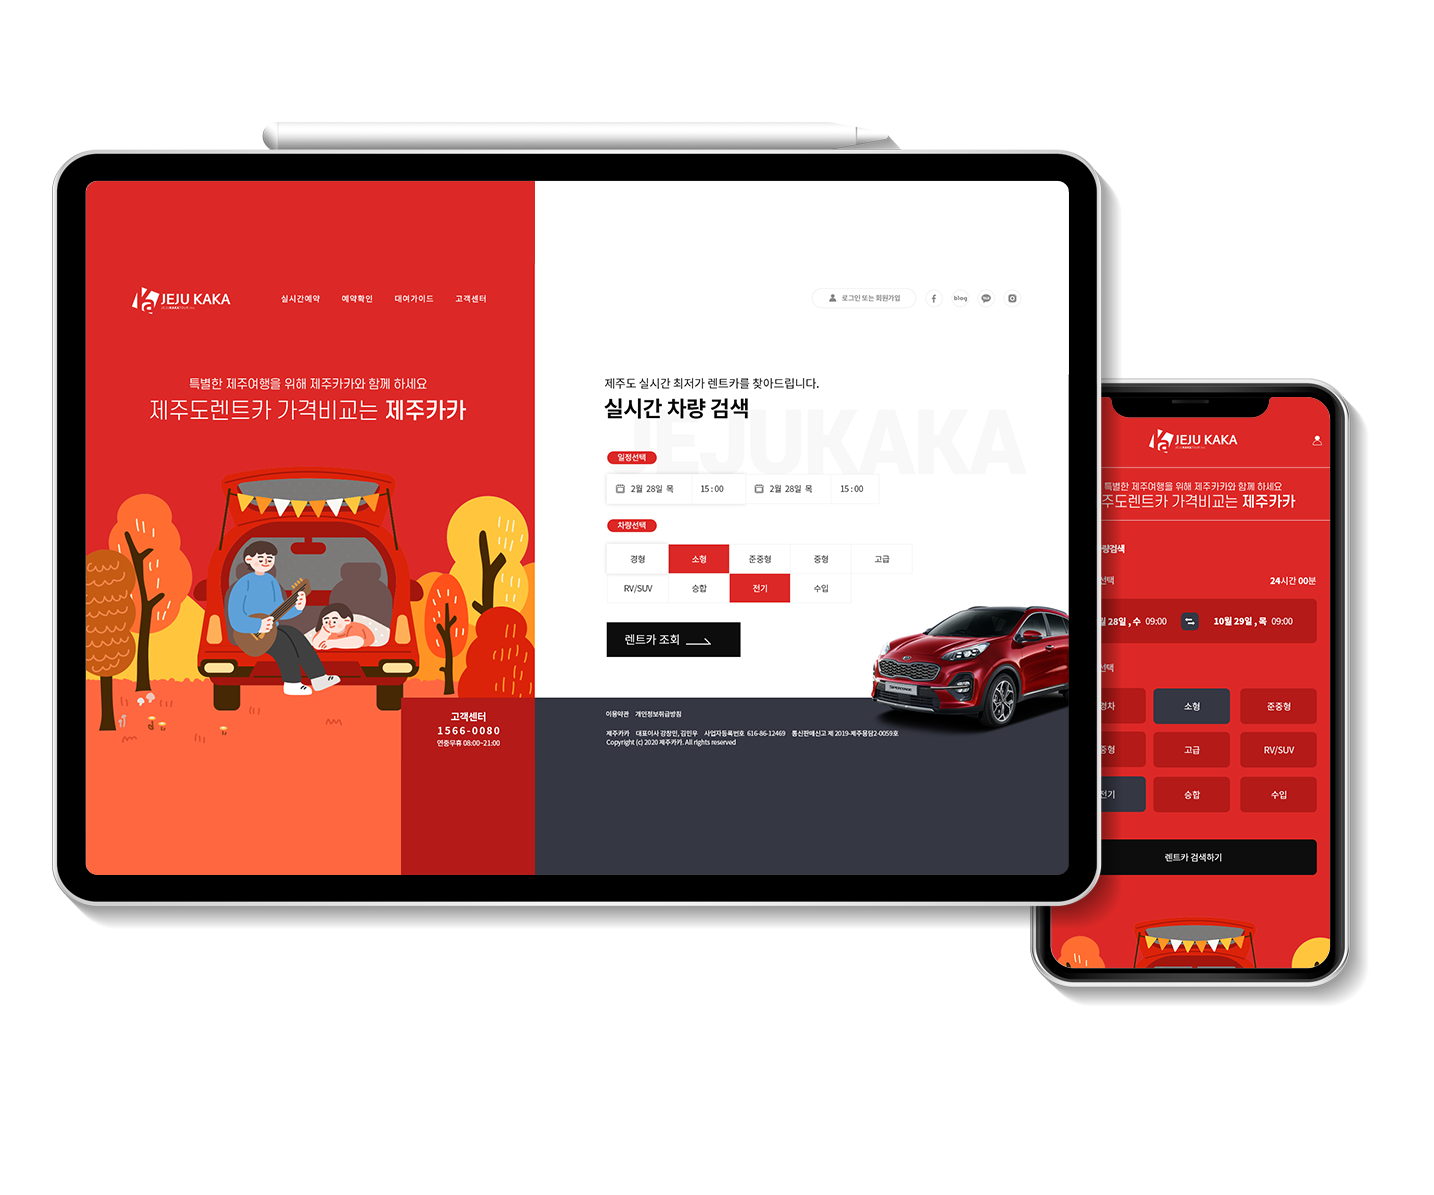 JEJU KAKA
실시간예약 예약확인 대여가이드 고객센터
특별한 제주여행을 위해 제주카카와 함께 하세요
제주도렌트카 가격비교는 제주카카
고객센터
1566-0080
연중무휴 08:00~21:00
로그인 또는 회원가입
blog
제주도 실시간 최저가 렌트카를 찾아드립니다.
실시간 차량 검색
JEJUKAKA
일정선택
2월 28일 목 15:00 2월 28일 목 15:00
차량선택
경형 소형 준중형 중형 고급
RV/SUV 승합 전기 수입
렌트카 조회
이용약관 개인정보취급방침
제주카카 대표이사 강창민, 김민우 사업자등록번호 616-86-12469 통신판매신고 제 2019-제주용담2-0059호
Copyright (c) 2020 제주카카. All rights reserved
JEJU KAKA
특별한 제주여행을 위해 제주카카와 함께 하세요
주도렌트카 가격비교는 제주카카
량검색
선택 24시간 00분
월 28일 , 수 09:00 10월 29일 , 목 09:00
선택
경차 소형 준중형
중형 고급 RV/SUV
전기 승합 수입
렌트카 검색하기